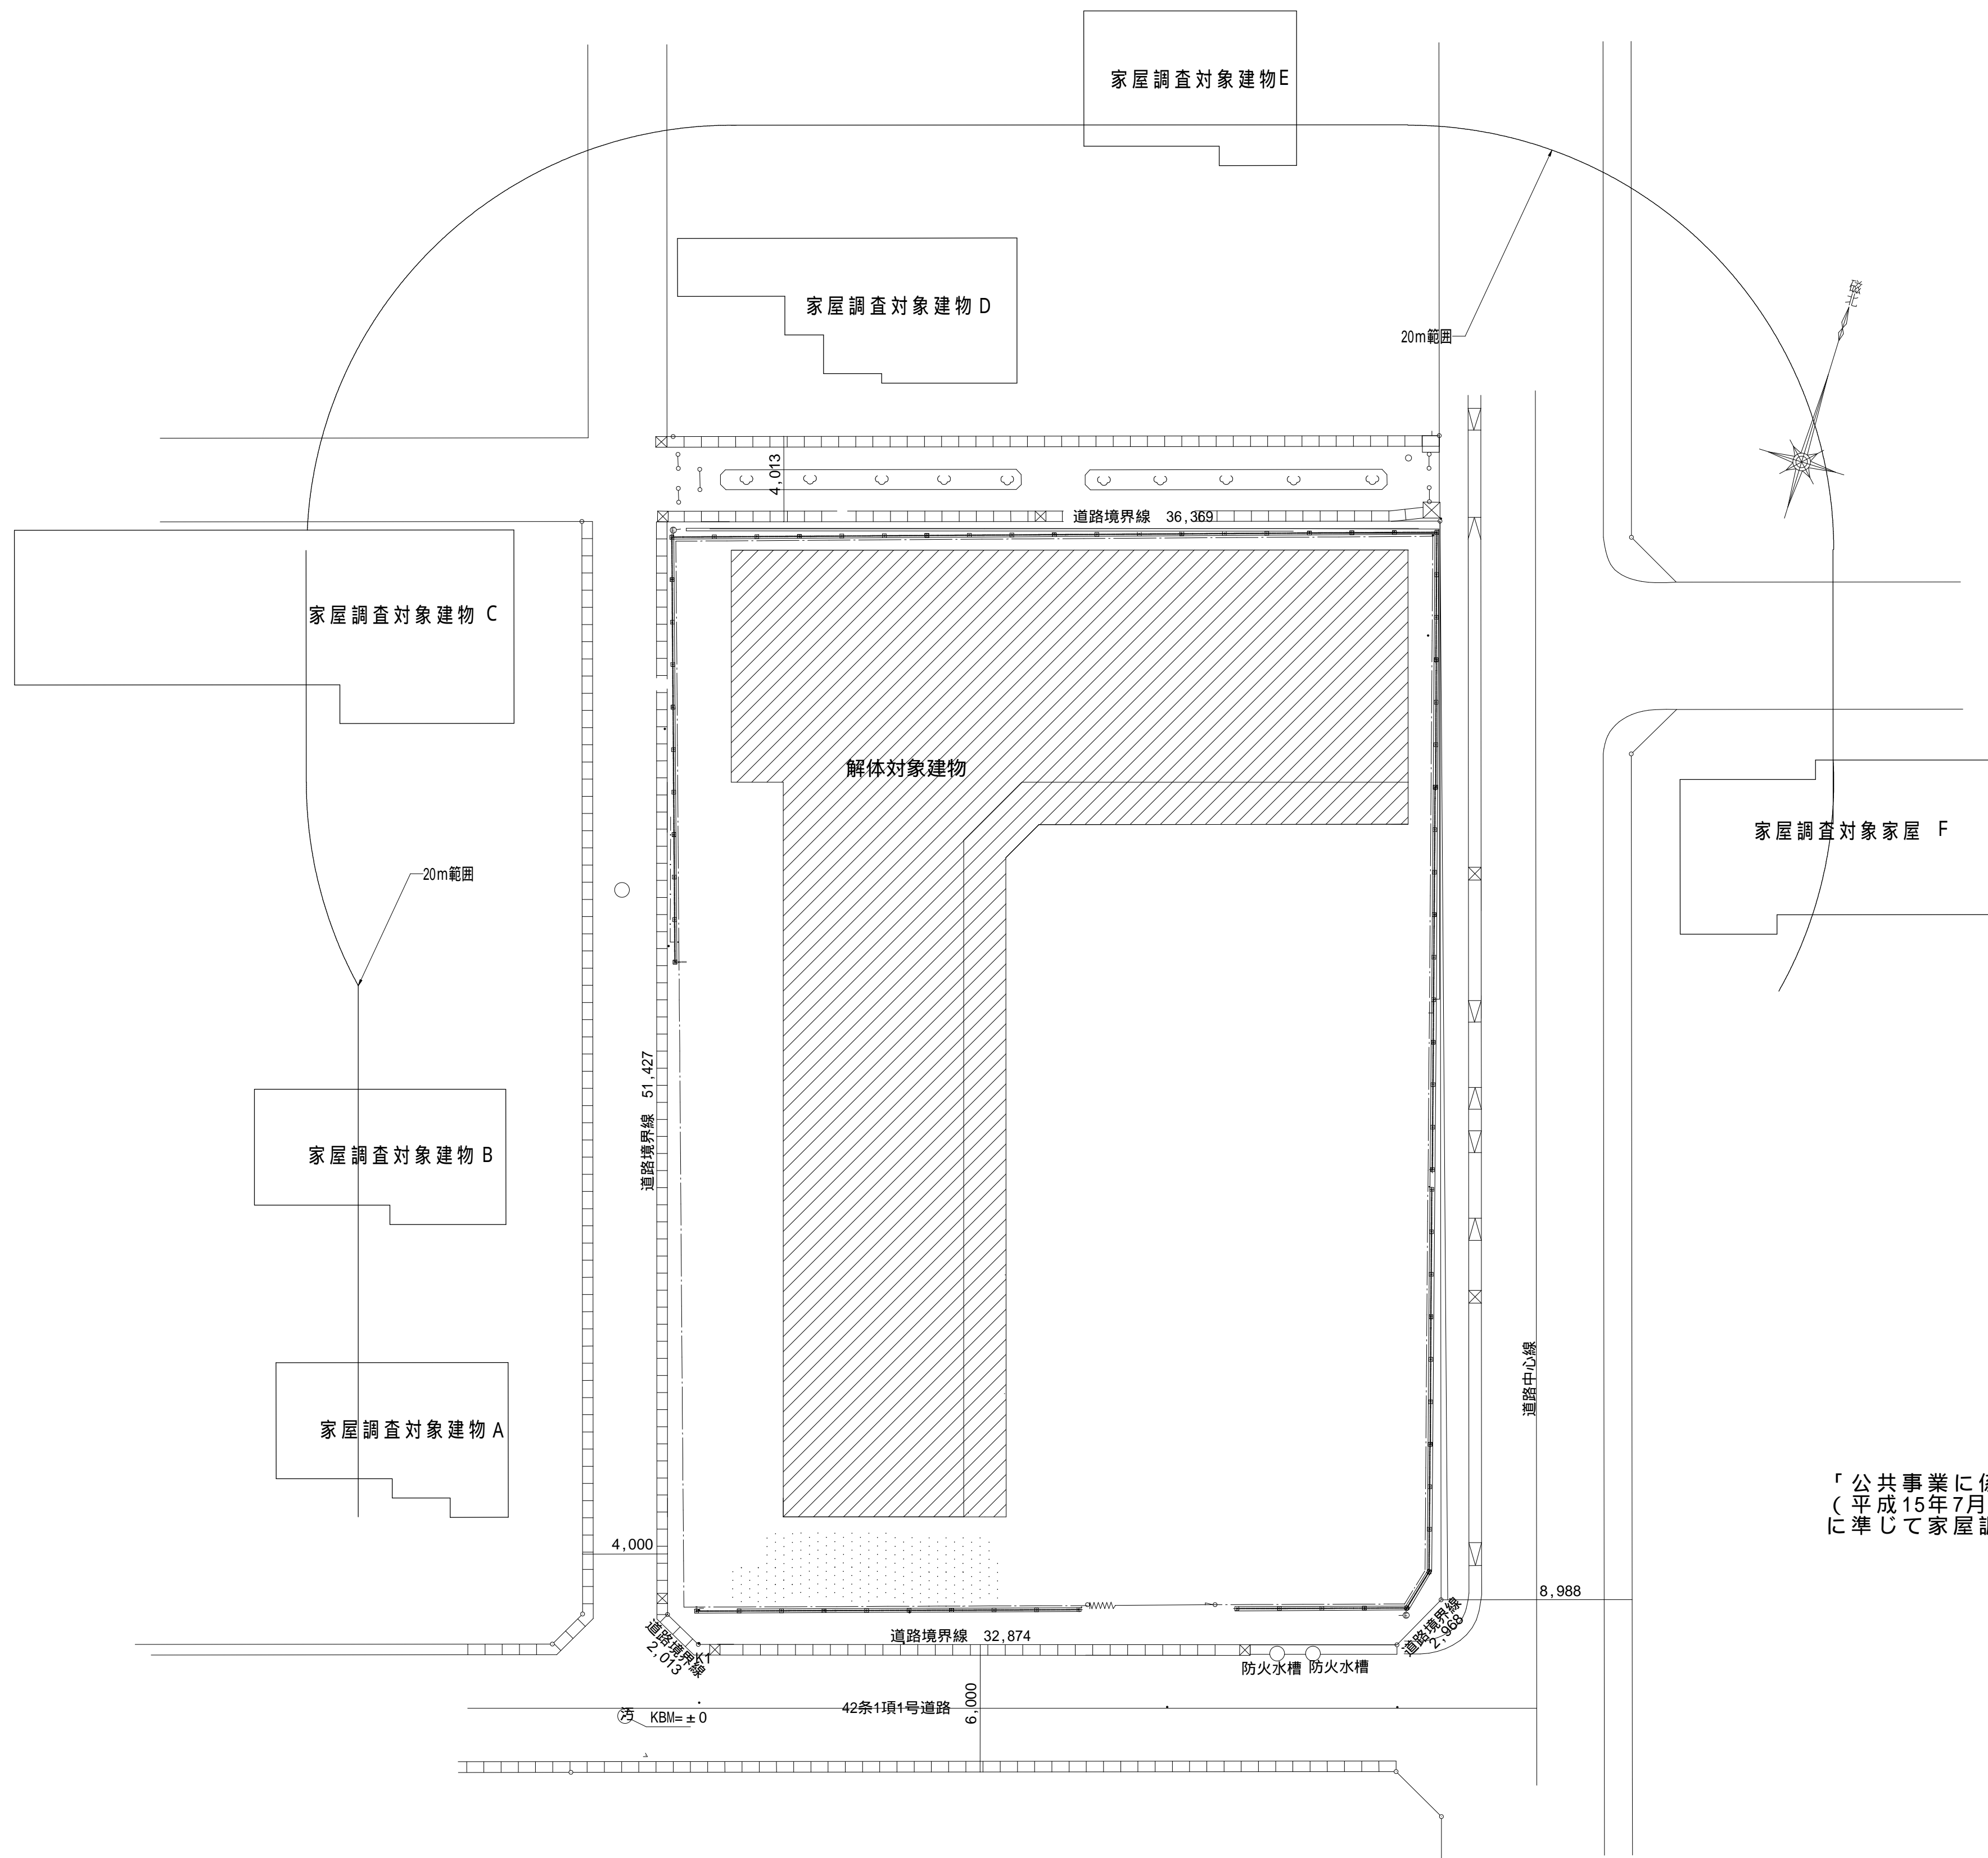 家屋調査対象建物E
家屋調査対象建物 D
20m範囲
4,013
道路境界線 36,369
家屋調査対象建物 C
解体対象建物
家屋調査対象家屋 F
20m範囲
道路境界線 51,427
家屋調査対象建物 B
道路中心線
家屋調査対象建物 A
「公共事業に
(平成15年7月
に準じて家屋
4,000
8,988
道路境界線
2,013
K1
道路境界線 32,874
道路境界線
2,968
防火水槽
防火水槽
42条1項1号道路
6,000
汚
KBM=±0